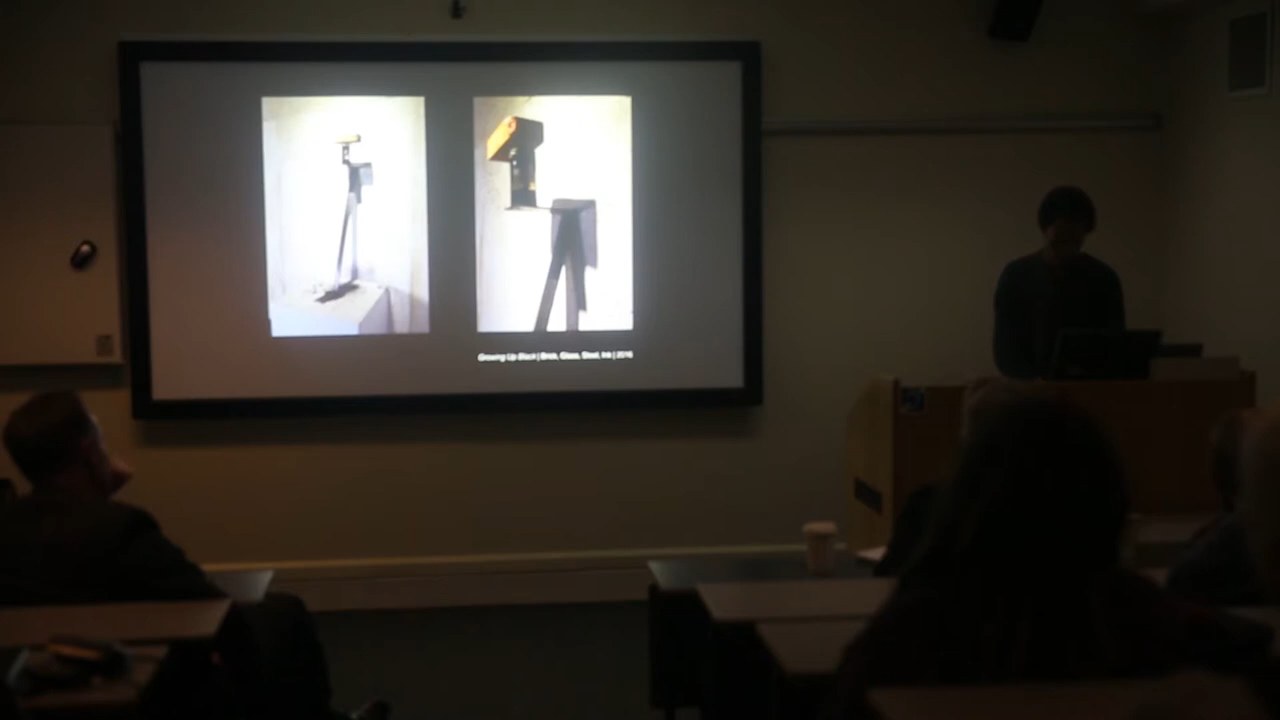 Growing Up Black | Brick, Glass, Steel, Ink | 2016